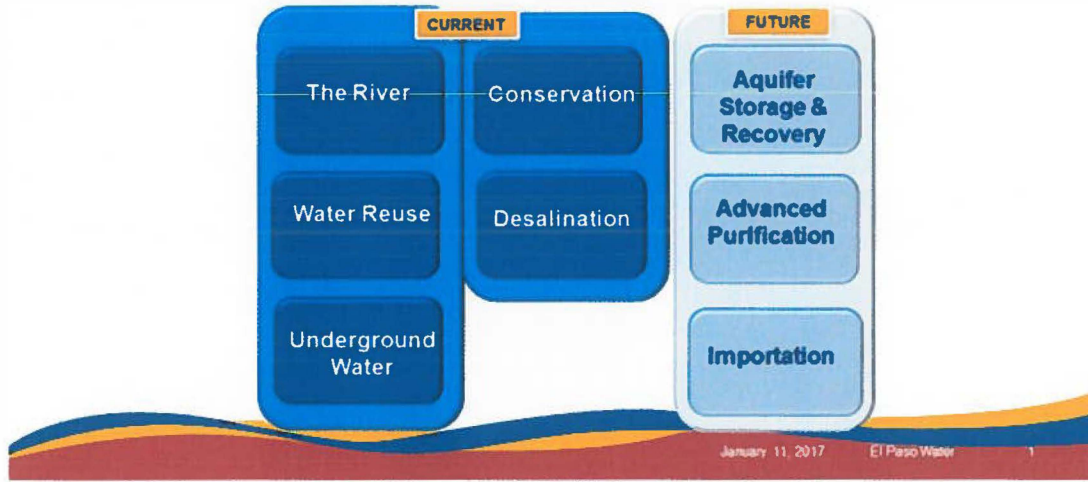 CURRENT
The River
Water Reuse
Underground
Water
Conservation
Desalination
FUTURE
Aquifer
Storage &
Recovery
Advanced
Purification
Importation
January 11, 2017 El Paso Water 1